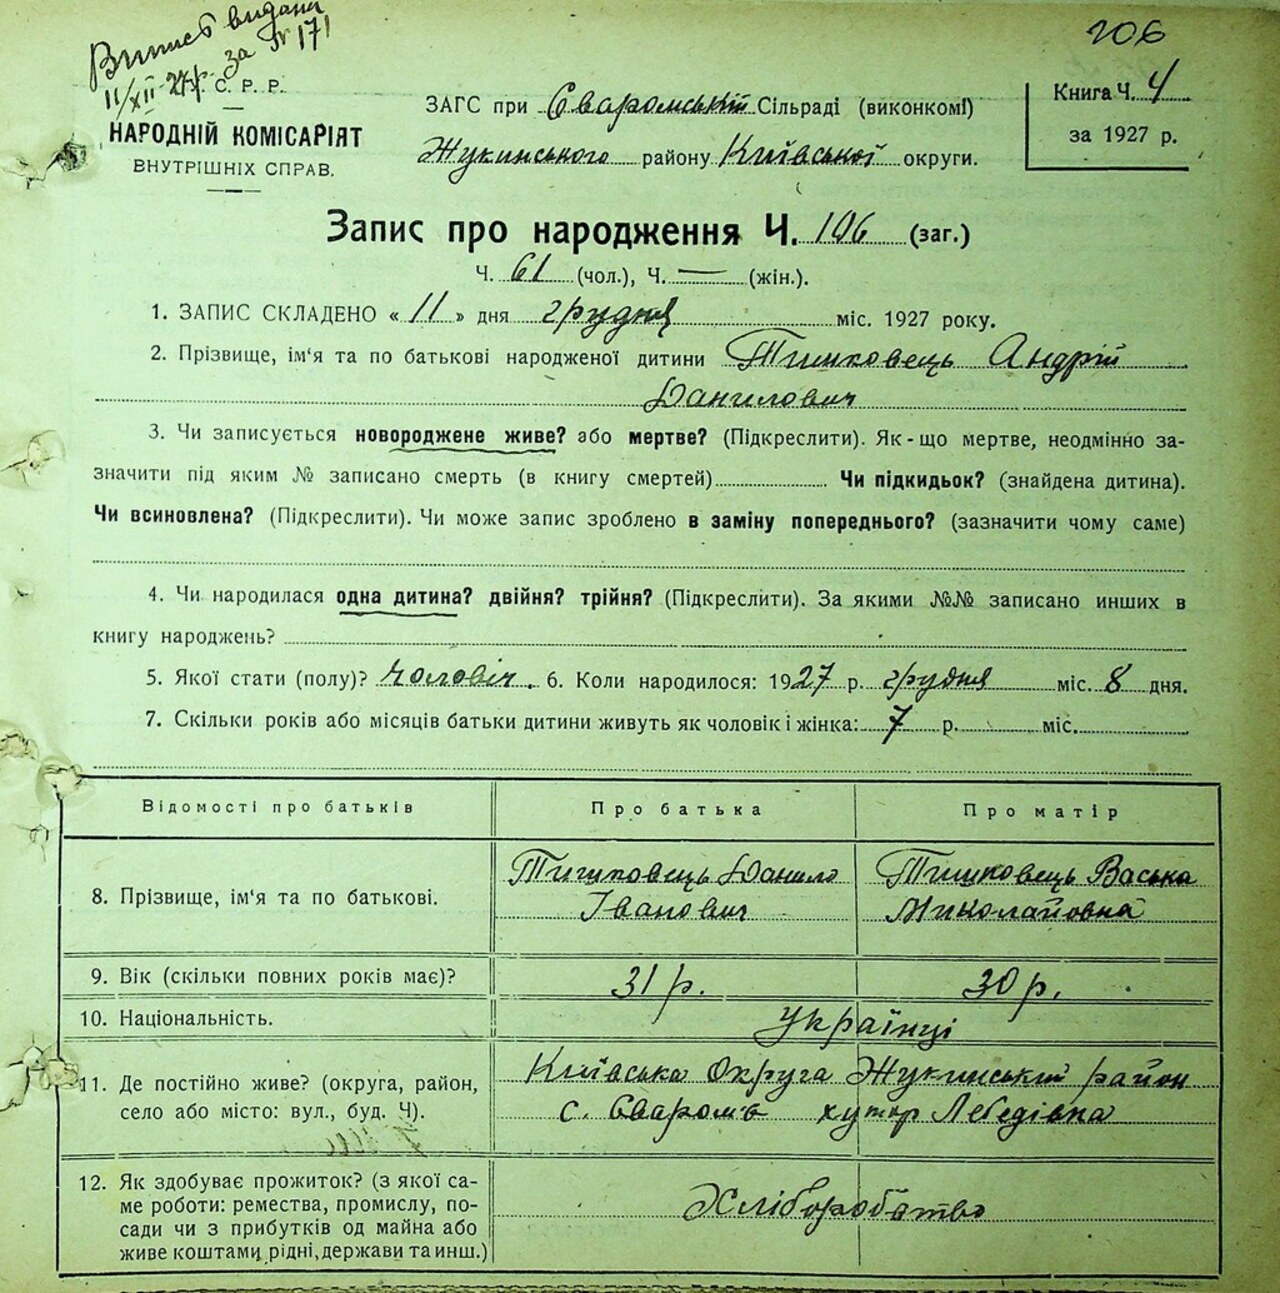 Випись видана
11/XII-27р. за № 171
206
С. Р. Р.
НАРОДНІЙ КОМІСАРІЯТ
ВНУТРІШНІХ СПРАВ.
ЗАГС при Сваромській Сільраді (виконкомі)
Жукинського району Київської округи.
Книга Ч. 4
за 1927 р.
Запис про народження Ч. 106 (заг.)
Ч. 61 (чол.), Ч. — (жін.).
1. ЗАПИС СКЛАДЕНО « 11 » дня грудня міс. 1927 року.
2. Прізвище, ім'я та по батькові народженої дитини Тишковець Андрій
Данилович
3. Чи записується новороджене живе? або мертве? (Підкреслити). Як-що мертве, неодмінно за-
значити під яким № записано смерть (в книгу смертей) Чи підкидьок? (знайдена дитина).
Чи всиновлена? (Підкреслити). Чи може запис зроблено в заміну попереднього? (зазначити чому саме)
4. Чи народилася одна дитина? двійня? трійня? (Підкреслити). За якими №№ записано инших в
книгу народжень?
5. Якої стати (полу)? чоловіч. 6. Коли народилося: 1927 р. грудня міс. 8 дня.
7. Скільки років або місяців батьки дитини живуть як чоловік і жінка: 7 р. міс.
Відомості про батьків Про батька Про матір
8. Прізвище, ім'я та по батькові.
Тишковець Данило
Іванович
Тишковець Васька
Миколайовна
9. Вік (скільки повних років має)? 31 р. 30 р.
10. Національність. Українці
11. Де постійно живе? (округа, район,
село або місто: вул., буд. Ч).
Київська Округа Жукинський район
с. Сваромъ хутор Лебедівка
12. Як здобуває прожиток? (з якої са-
ме роботи: ремества, промислу, по-
сади чи з прибутків од майна або
живе коштами рідні, держави та инш.)
Хліборобство